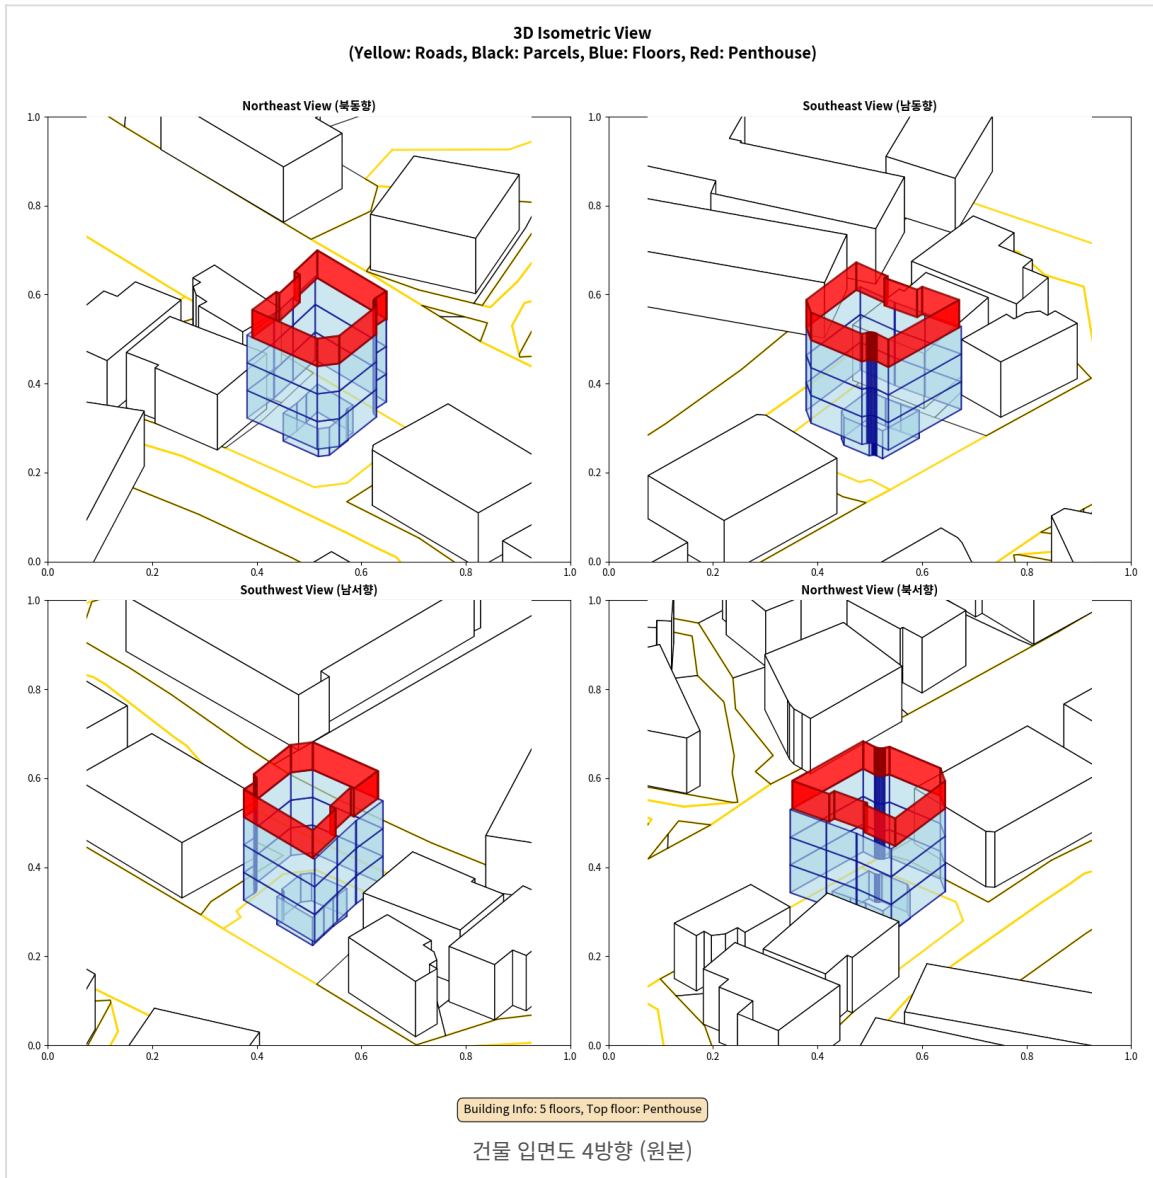 3D Isometric View
(Yellow: Roads, Black: Parcels, Blue: Floors, Red: Penthouse)
Northeast View (북동향)
1.0
0.8
0.6
0.4
0.2
0.0
0.0 0.2 0.4 0.6 0.8 1.0
Southeast View (남동향)
1.0
0.8
0.6
0.4
0.2
0.0
0.0 0.2 0.4 0.6 0.8 1.0
Southwest View (남서향)
1.0
0.8
0.6
0.4
0.2
0.0
0.0 0.2 0.4 0.6 0.8 1.0
Northwest View (북서향)
1.0
0.8
0.6
0.4
0.2
0.0
0.0 0.2 0.4 0.6 0.8 1.0
Building Info: 5 floors, Top floor: Penthouse
건물 입면도 4방향 (원본)